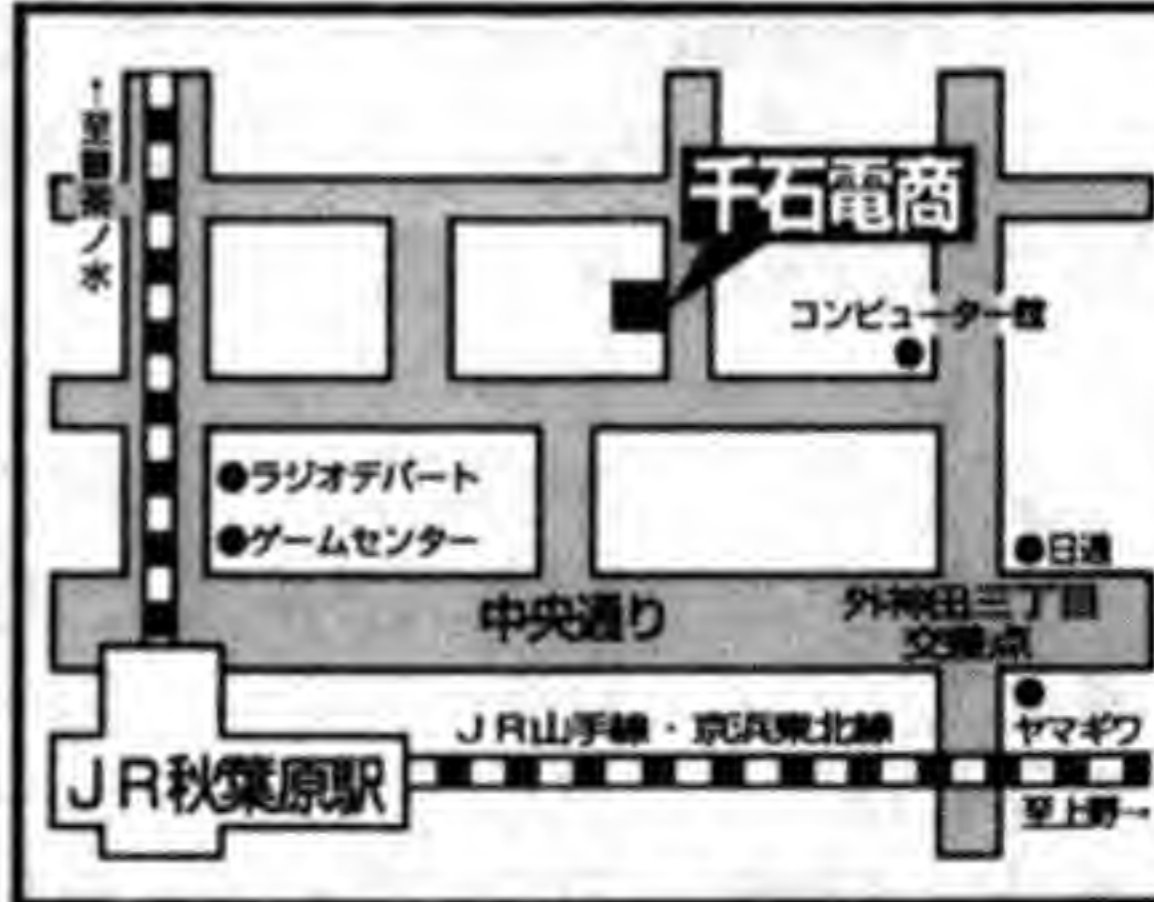 千石電商
至御茶ノ水
コンピューター館
●ラジオデパート
●ゲームセンター
●日通
中央通り
外神田三丁目
交差点
JR山手線・京浜東北線
ヤマギワ
JR秋葉原駅
至上野→